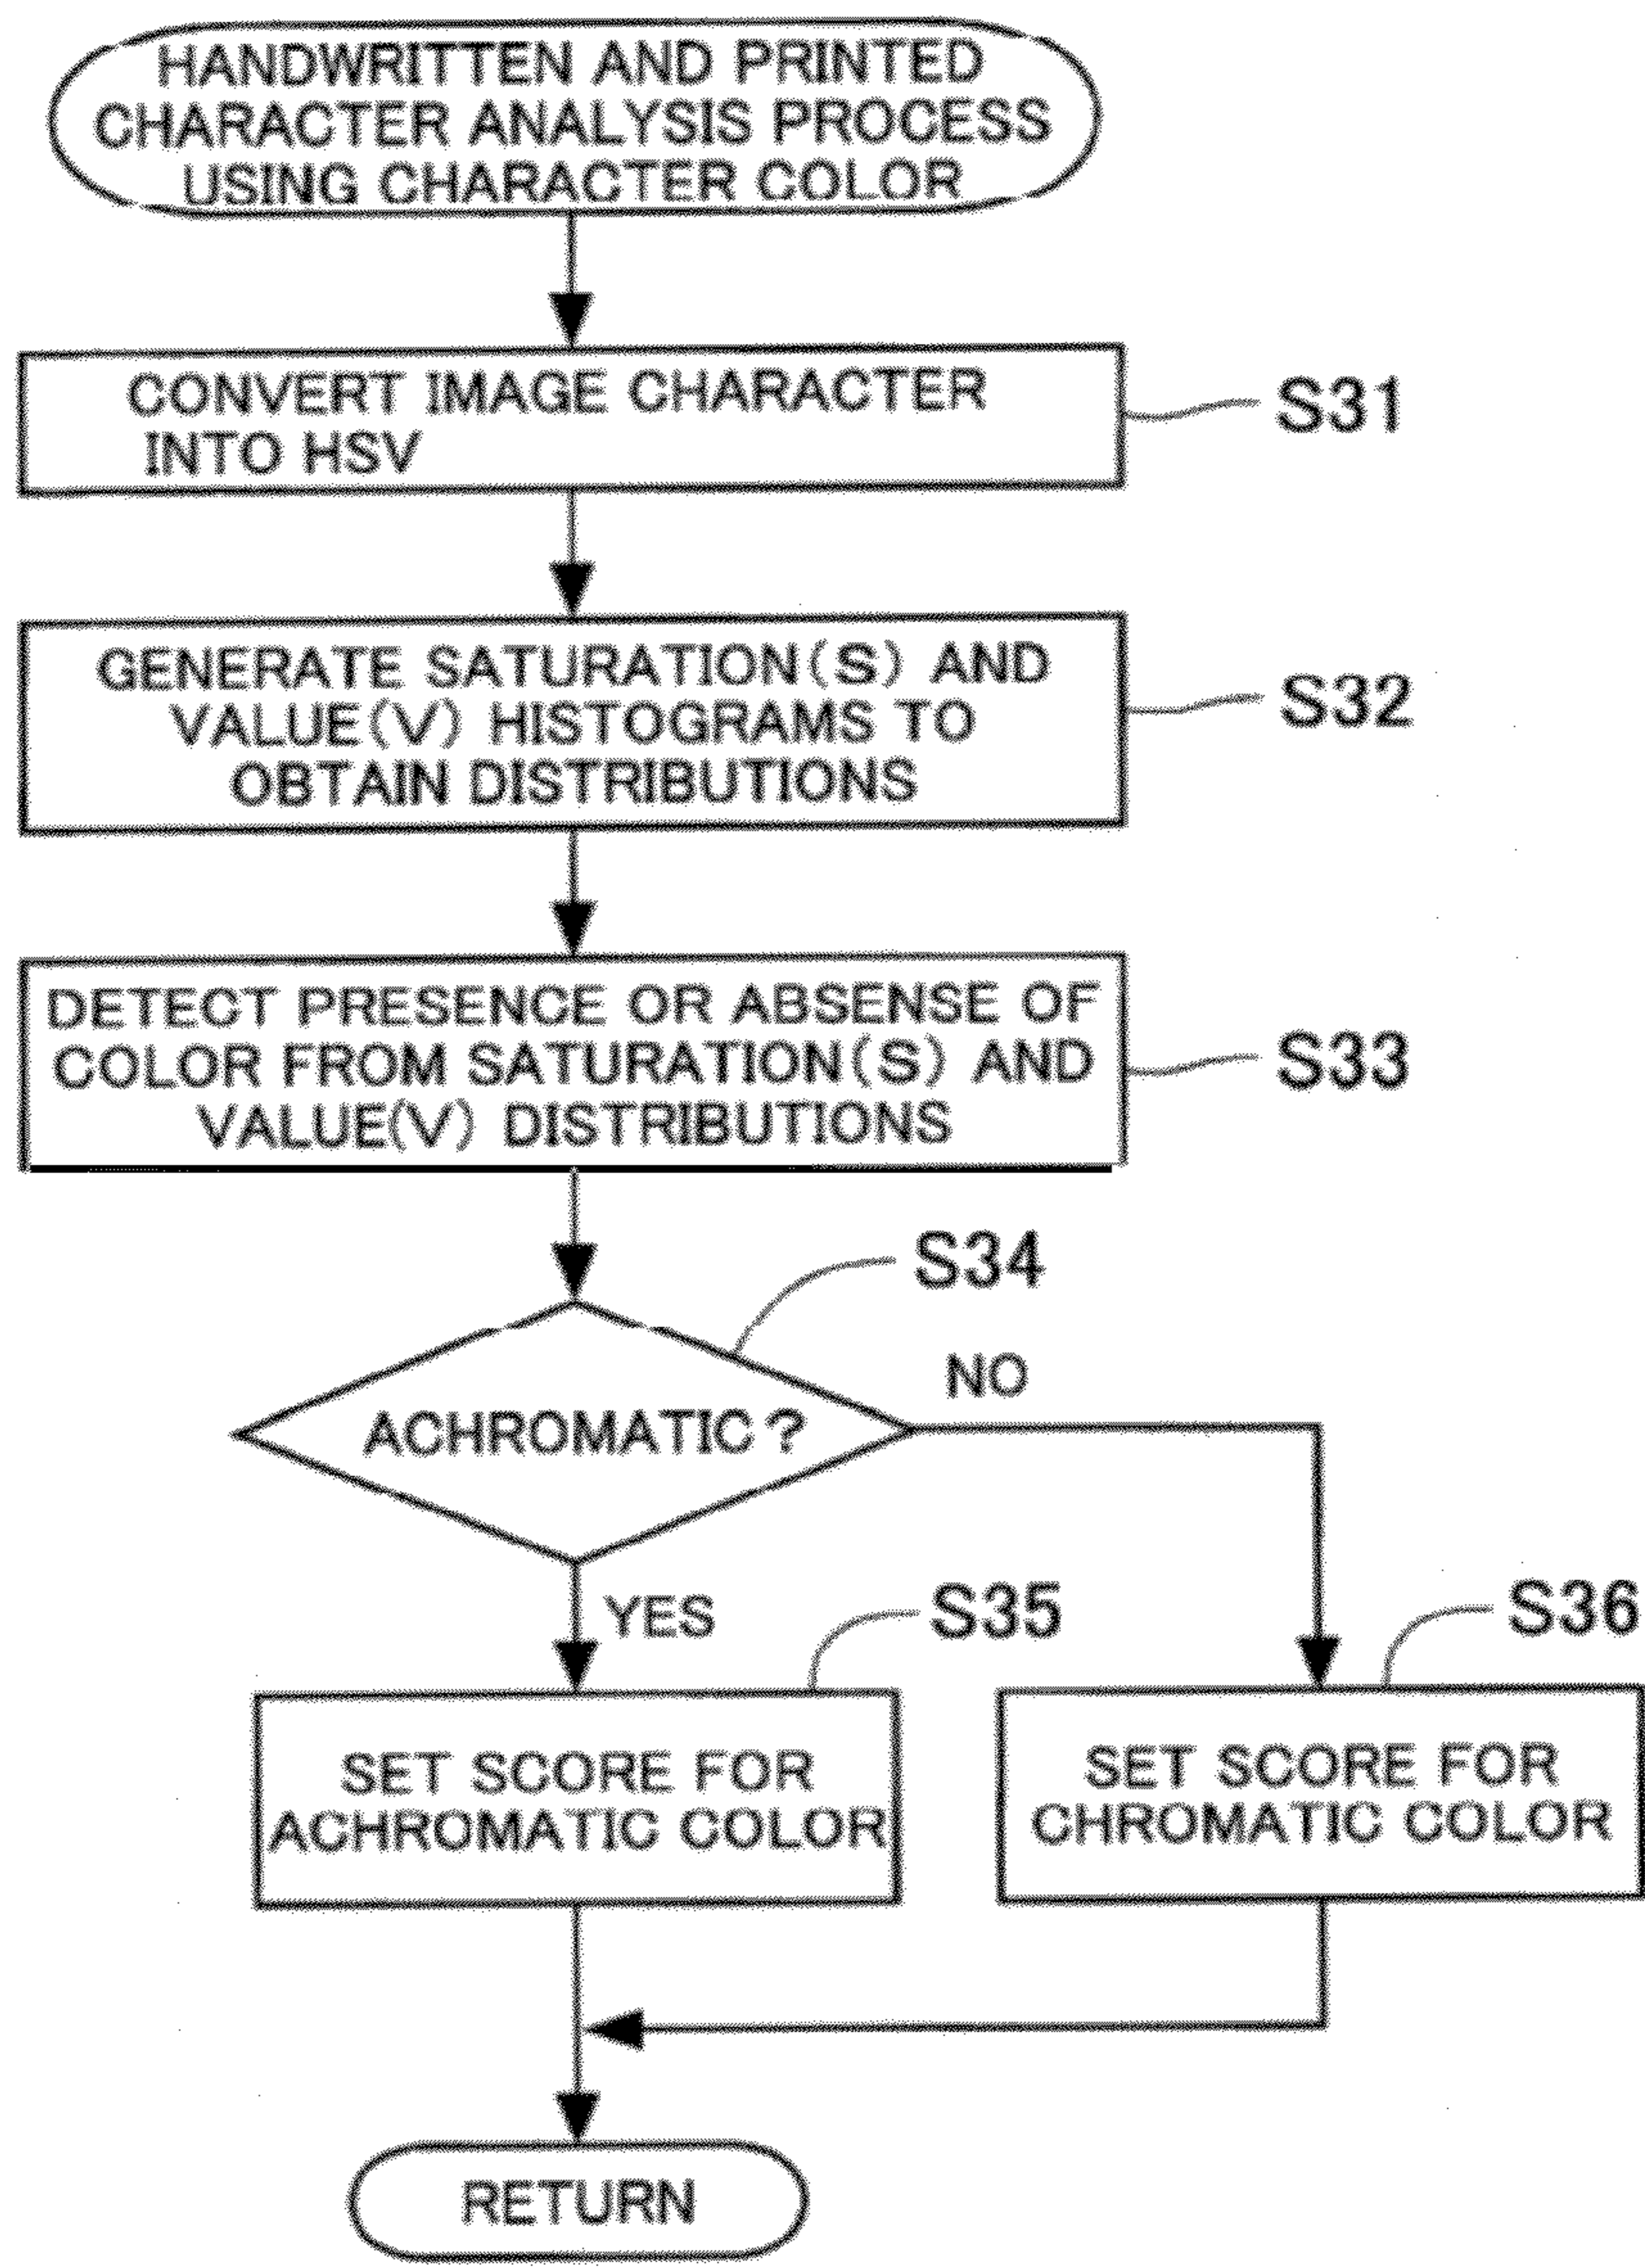 HANDWRITTEN AND PRINTED
CHARACTER ANALYSIS PROCESS
USING CHARACTER COLOR
CONVERT IMAGE CHARACTER
INTO HSV
S31
GENERATE SATURATION(S) AND
VALUE(V) HISTOGRAMS TO
OBTAIN DISTRIBUTIONS
S32
DETECT PRESENCE OR ABSENSE OF
COLOR FROM SATURATION(S) AND
VALUE(V) DISTRIBUTIONS
S33
S34
ACHROMATIC?
NO
YES
S35
SET SCORE FOR
ACHROMATIC COLOR
S36
SET SCORE FOR
CHROMATIC COLOR
RETURN